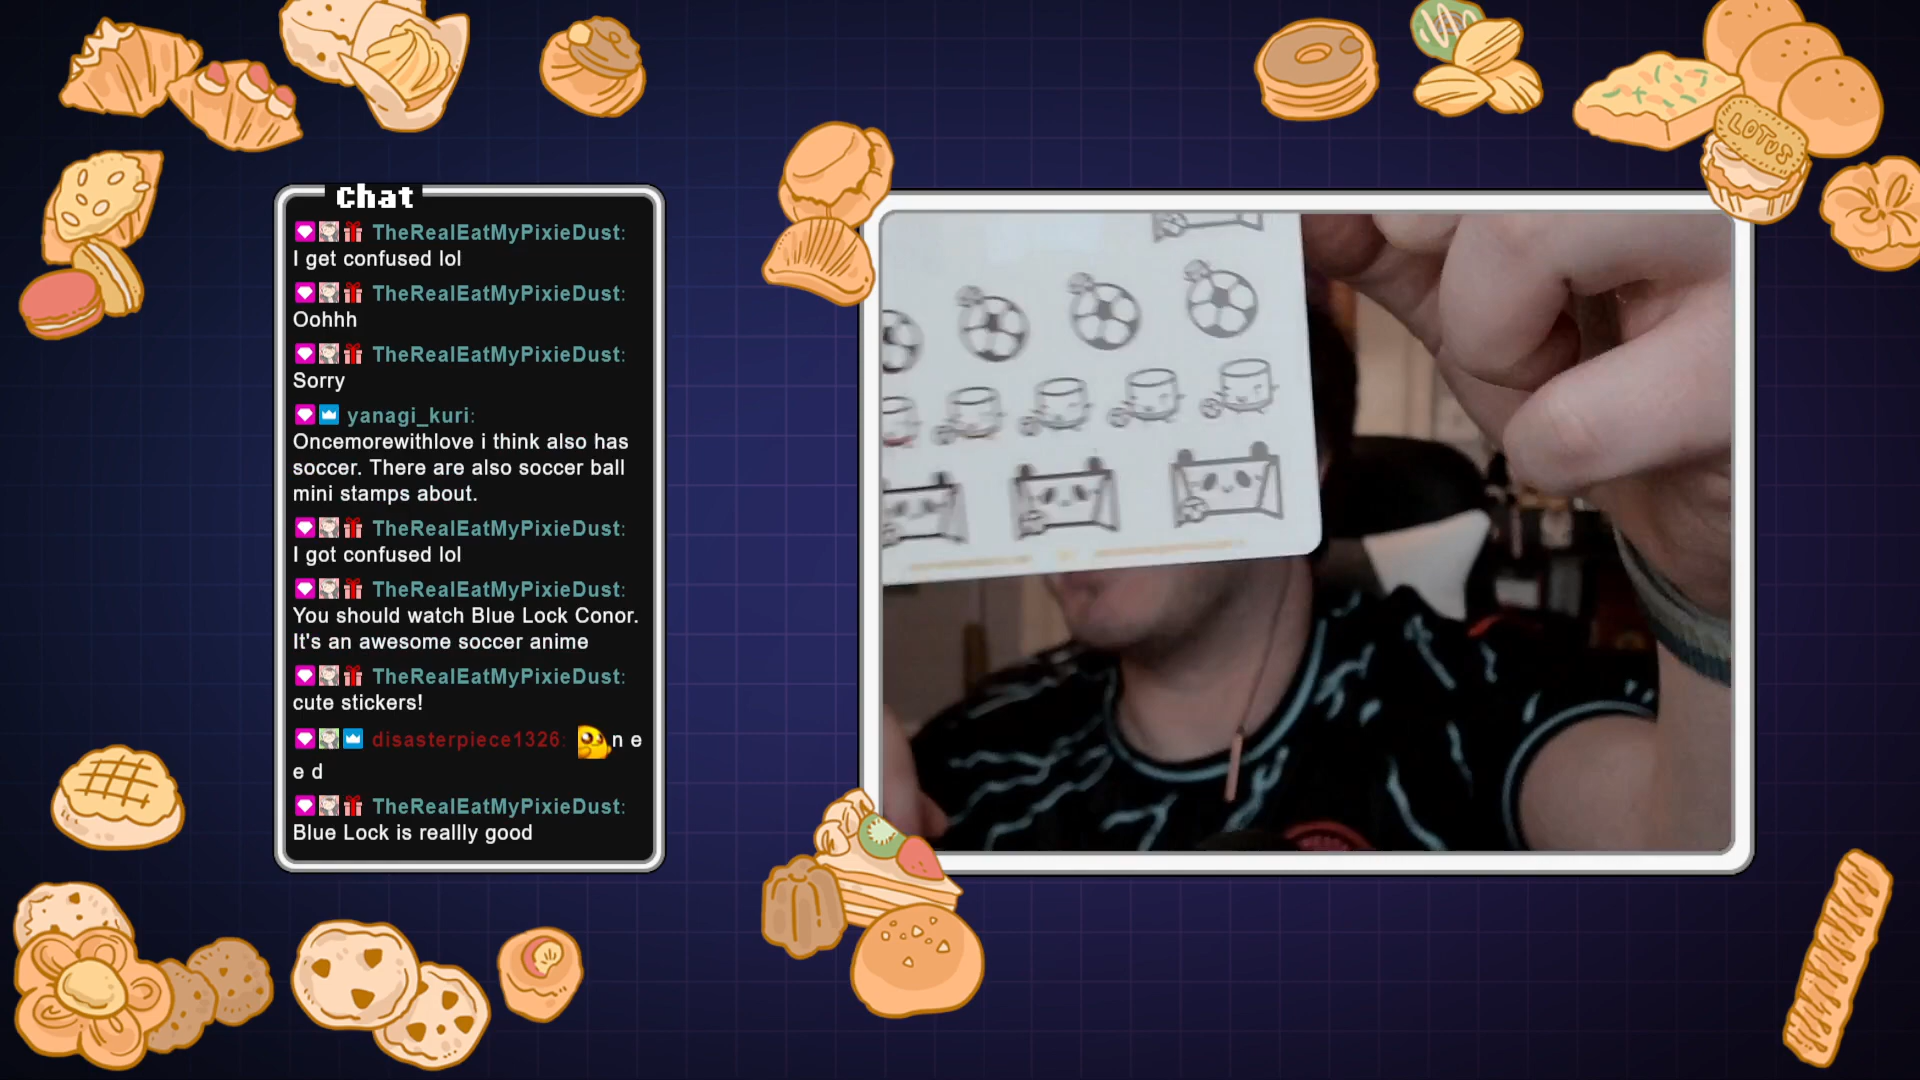 chat
TheRealEatMyPixieDust:
I get confused lol
TheRealEatMyPixieDust:
Oohhh
TheRealEatMyPixieDust:
Sorry
yanagi_kuri:
Oncemorewithlove i think also has
soccer. There are also soccer ball
mini stamps about.
TheRealEatMyPixieDust:
I got confused lol
TheRealEatMyPixieDust:
You should watch Blue Lock Conor.
It's an awesome soccer anime
TheRealEatMyPixieDust:
cute stickers!
disasterpiece1326: n e
e d
TheRealEatMyPixieDust:
Blue Lock is reallly good
LOTUS